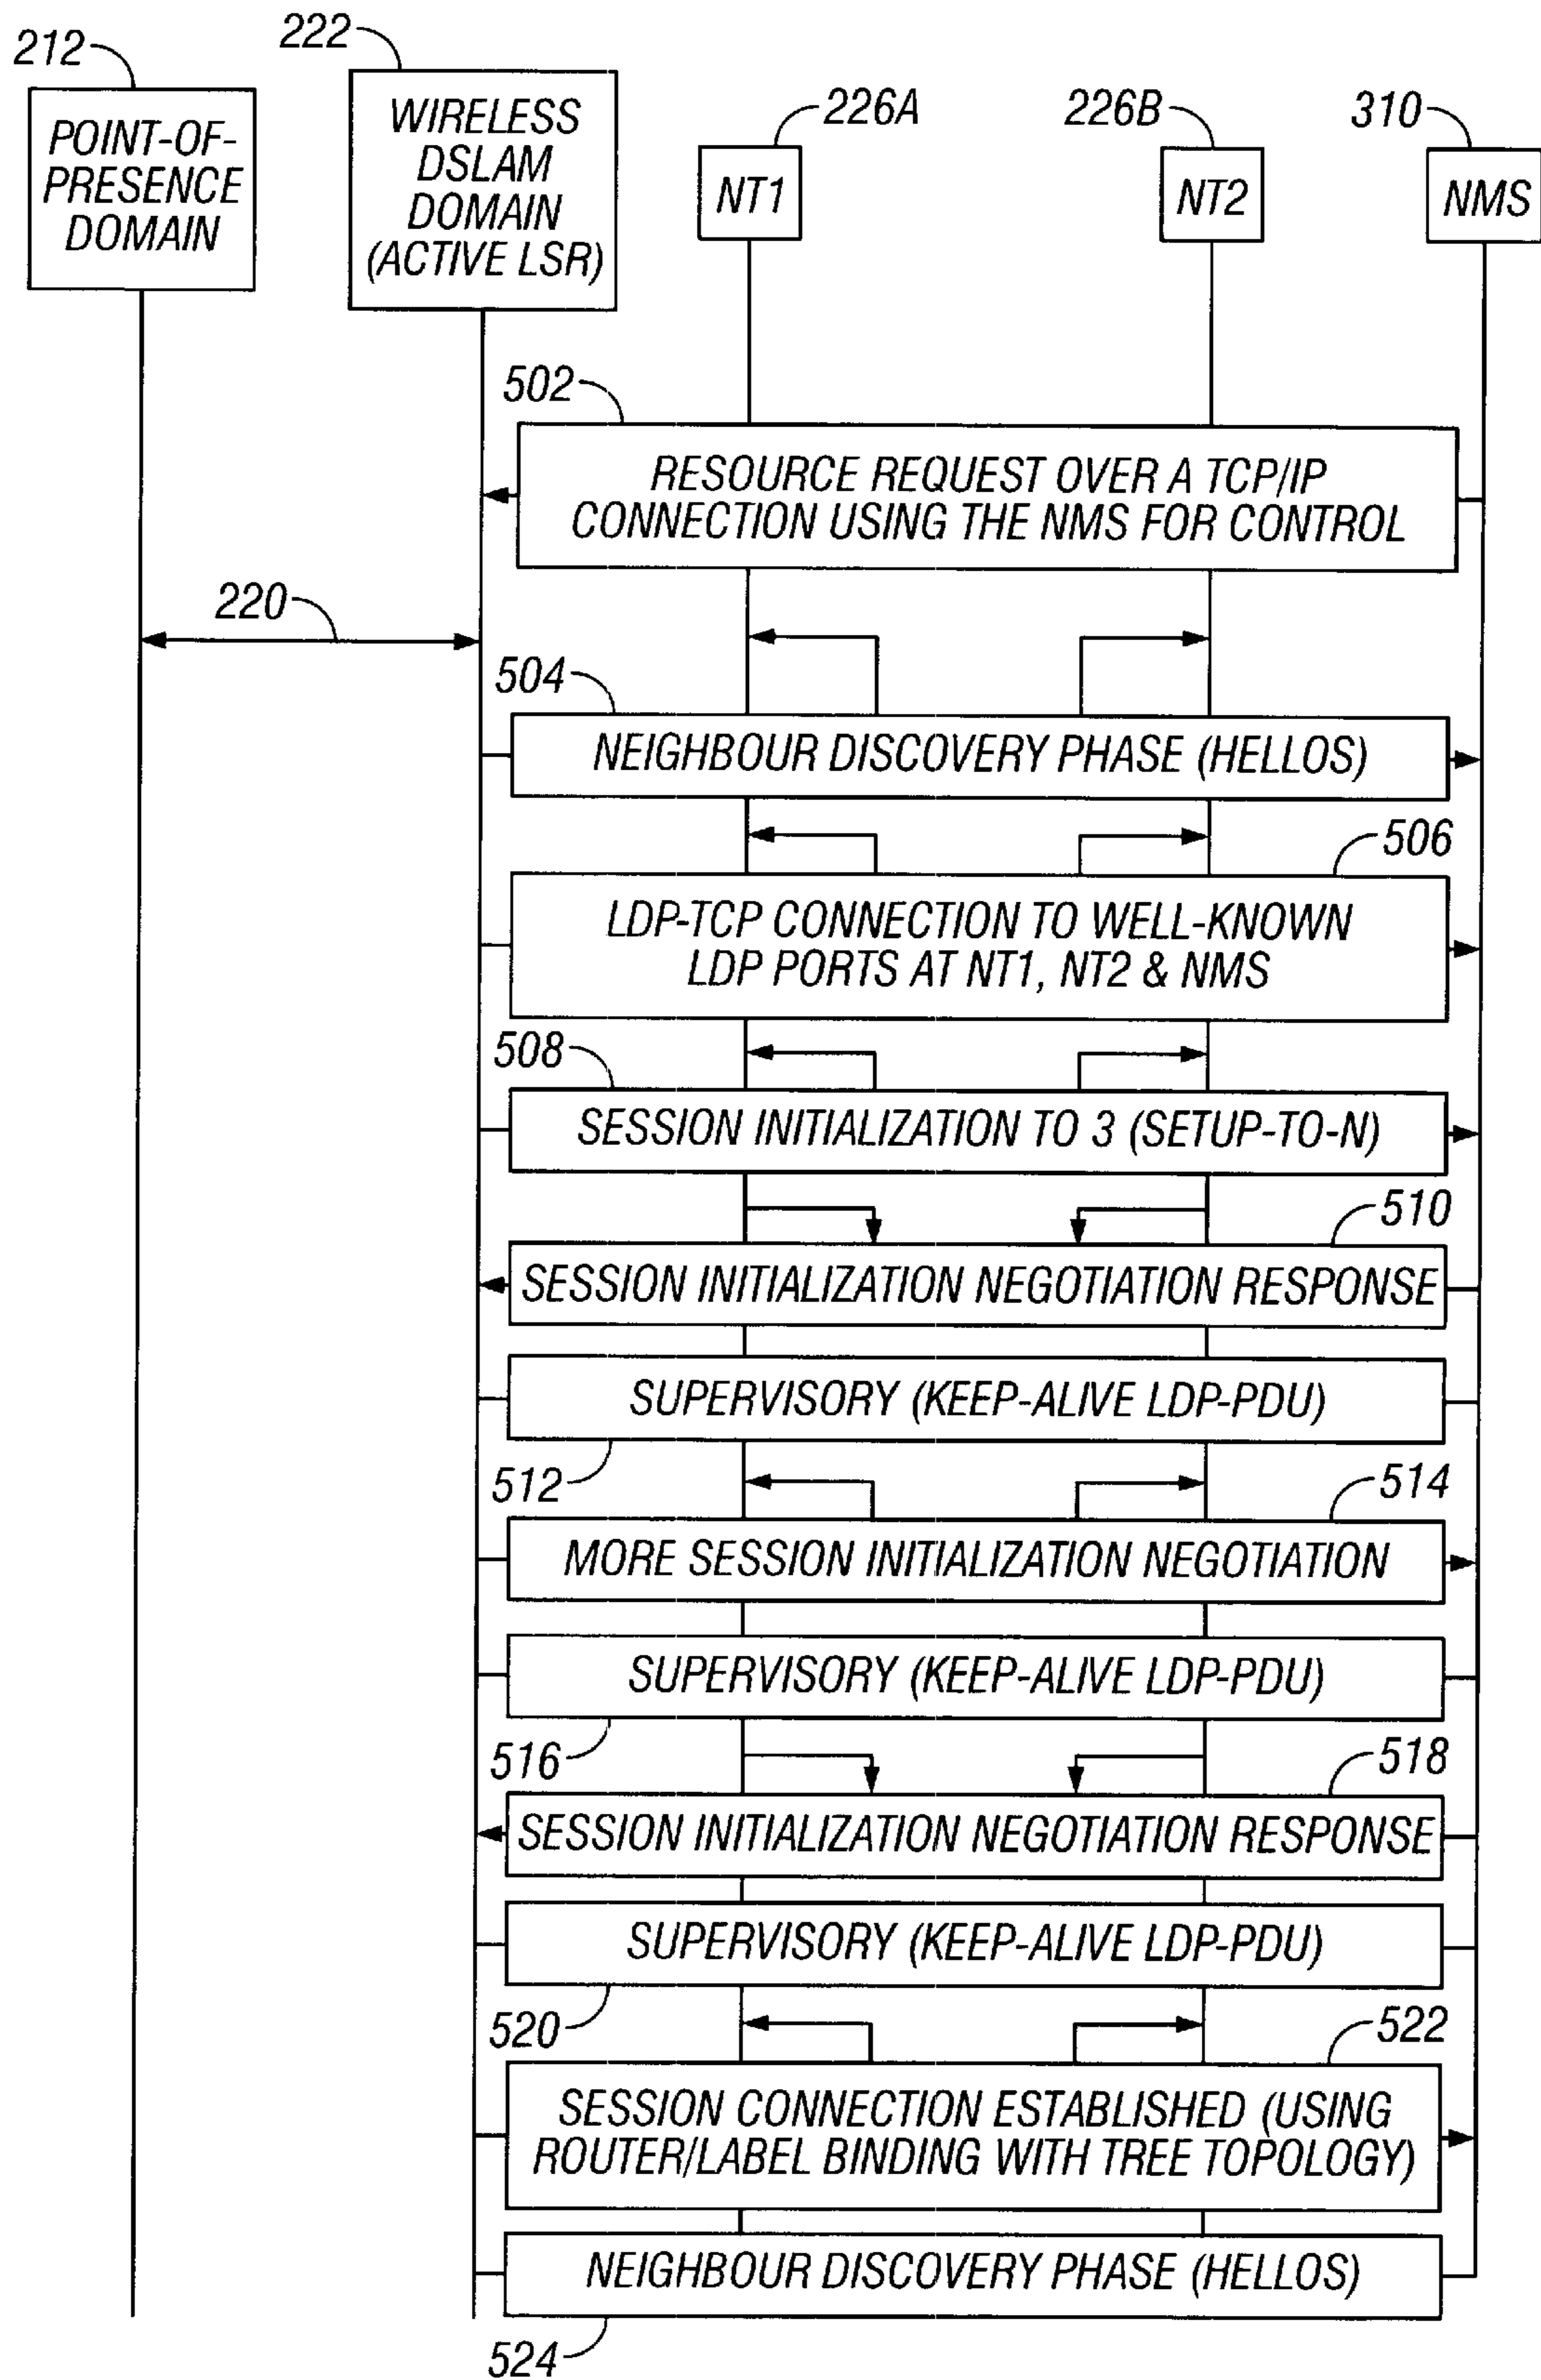 212
222
226A
226B
310
POINT-OF-
PRESENCE
DOMAIN
WIRELESS
DSLAM
DOMAIN
(ACTIVE LSR)
NT1
NT2
NMS
502
RESOURCE REQUEST OVER A TCP/IP
CONNECTION USING THE NMS FOR CONTROL
220
504
NEIGHBOUR DISCOVERY PHASE (HELLOS)
506
LDP-TCP CONNECTION TO WELL-KNOWN
LDP PORTS AT NT1, NT2 & NMS
508
SESSION INITIALIZATION TO 3 (SETUP-TO-N)
510
SESSION INITIALIZATION NEGOTIATION RESPONSE
SUPERVISORY (KEEP-ALIVE LDP-PDU)
512
514
MORE SESSION INITIALIZATION NEGOTIATION
SUPERVISORY (KEEP-ALIVE LDP-PDU)
516
518
SESSION INITIALIZATION NEGOTIATION RESPONSE
SUPERVISORY (KEEP-ALIVE LDP-PDU)
520
522
SESSION CONNECTION ESTABLISHED (USING
ROUTER/LABEL BINDING WITH TREE TOPOLOGY)
NEIGHBOUR DISCOVERY PHASE (HELLOS)
524